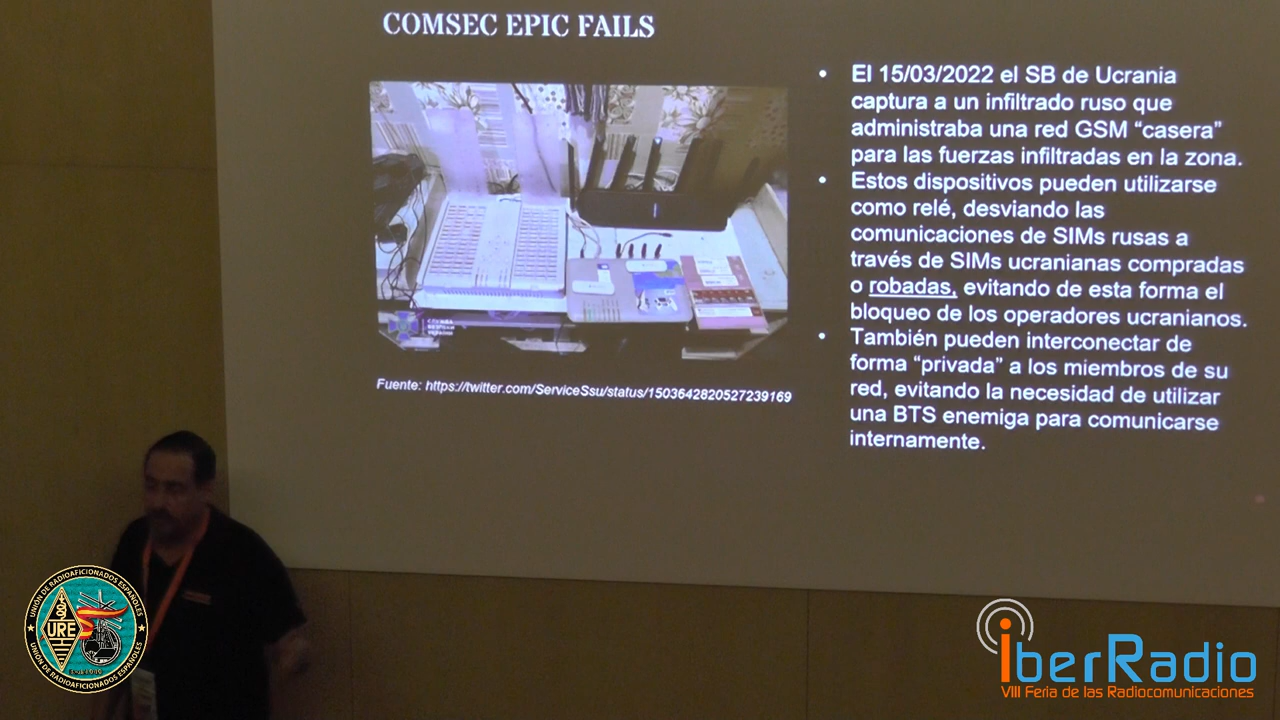 COMSEC EPIC FAILS
• El 15/03/2022 el SB de Ucrania
captura a un infiltrado ruso que
administraba una red GSM “casera”
para las fuerzas infiltradas en la zona.
• Estos dispositivos pueden utilizarse
como relé, desviando las
comunicaciones de SIMs rusas a
través de SIMs ucranianas compradas
o robadas, evitando de esta forma el
bloqueo de los operadores ucranianos.
• También pueden interconectar de
forma “privada” a los miembros de su
red, evitando la necesidad de utilizar
una BTS enemiga para comunicarse
internamente.
Fuente: https://twitter.com/ServiceSsu/status/1503642820527239169
UNIÓN DE RADIOAFICIONADOS ESPAÑOLES
URE
UNIÓN DE RADIOAFICIONADOS ESPAÑOLES
IberRadio
VIII Feria de las Radiocomunicaciones